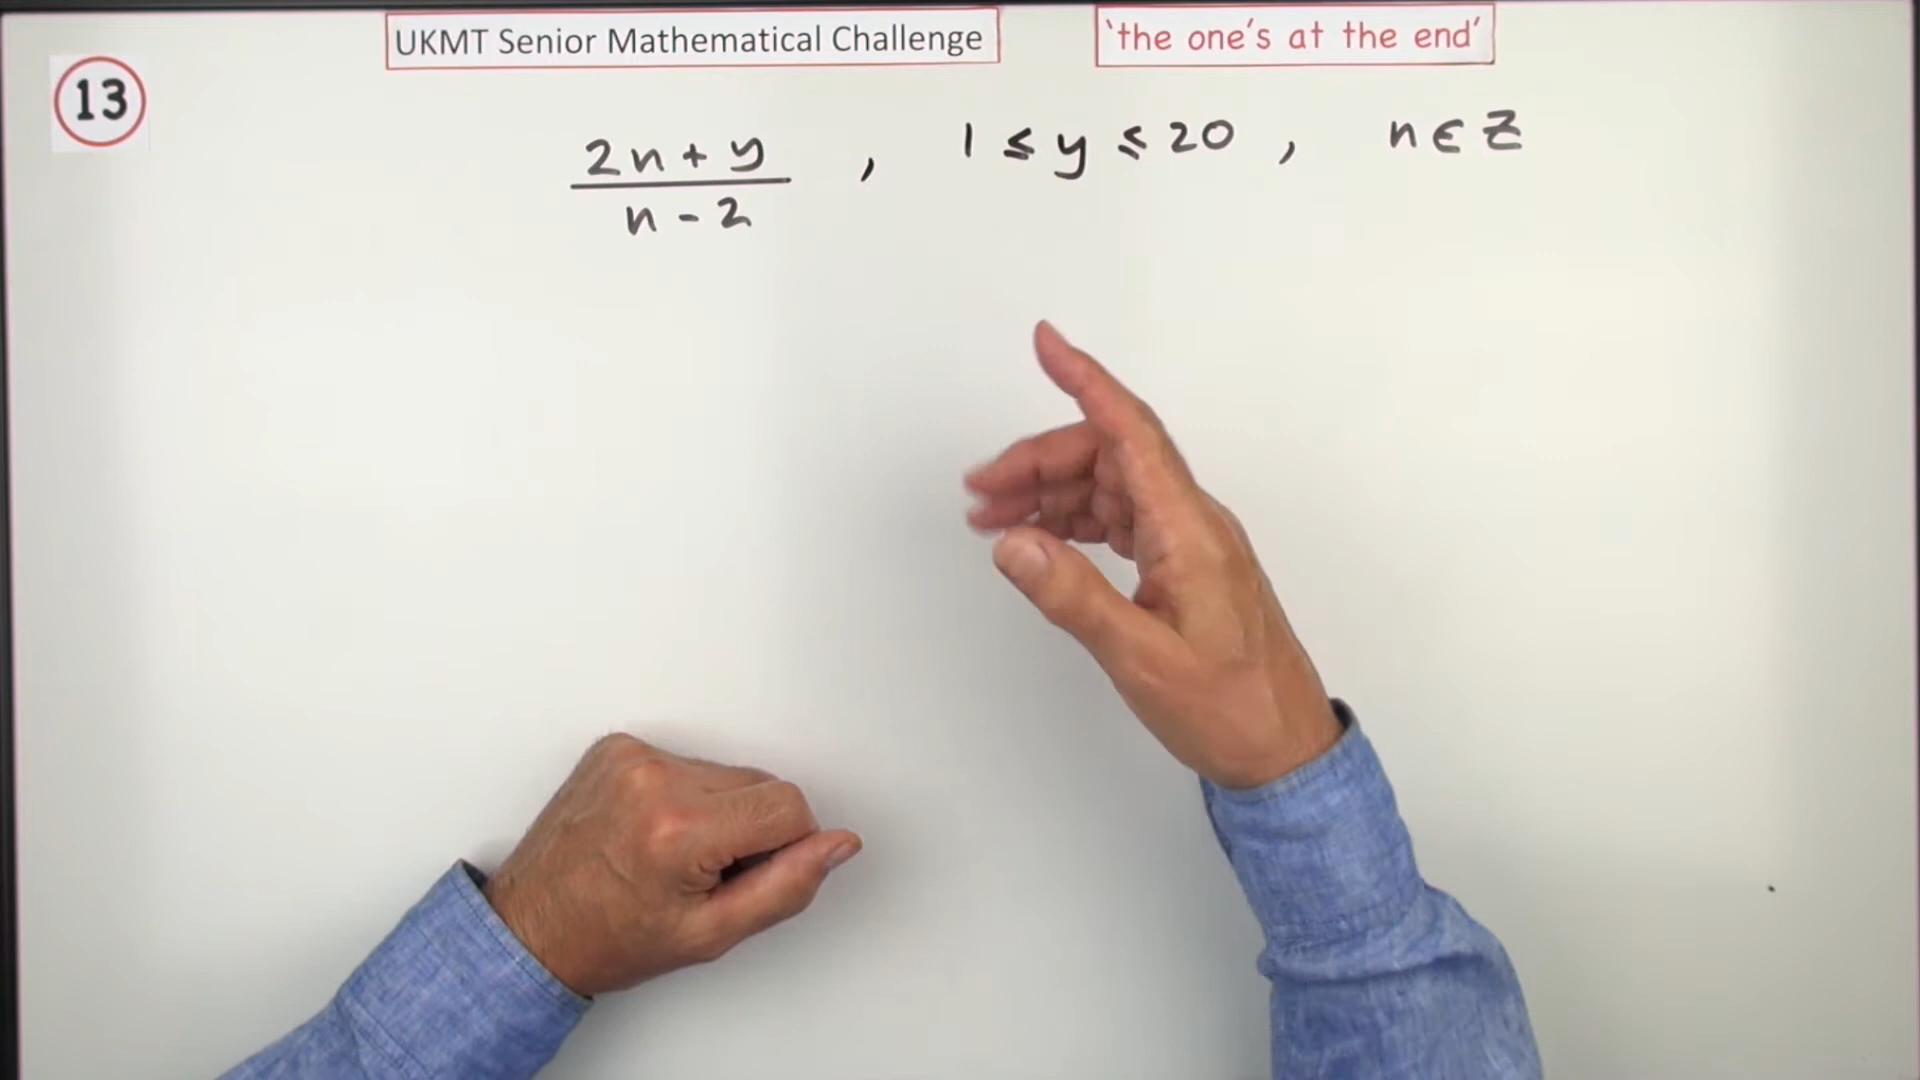 UKMT Senior Mathematical Challenge
‘the one’s at the end’
13
2n + y
n - 2
, 1 ≤ y ≤ 20 , n ∈ Z